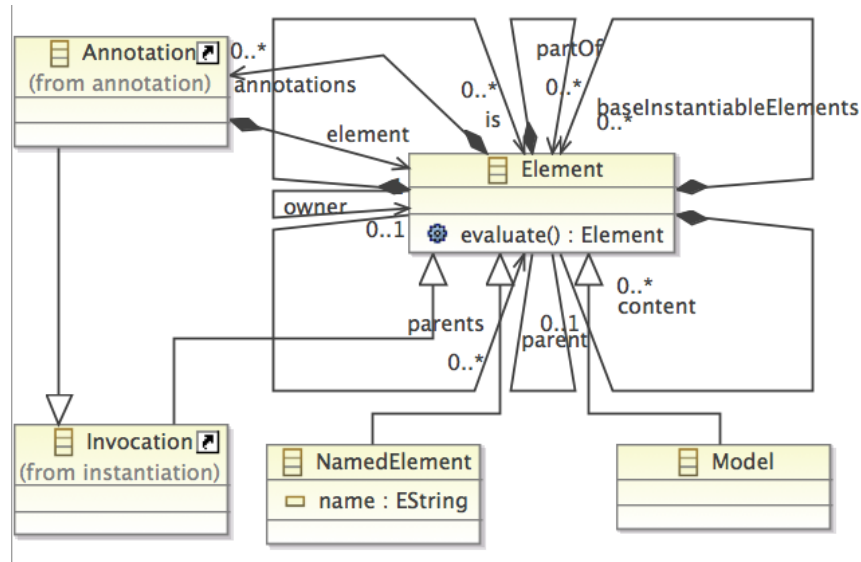 Annotation
(from annotation)
0..*
annotations
element
0..*
is
partOf
0..*
baseInstantiableElements
0..*
Element
evaluate() : Element
owner
0..1
parents
0..*
0..1
parent
0..*
content
Invocation
(from instantiation)
NamedElement
name : EString
Model